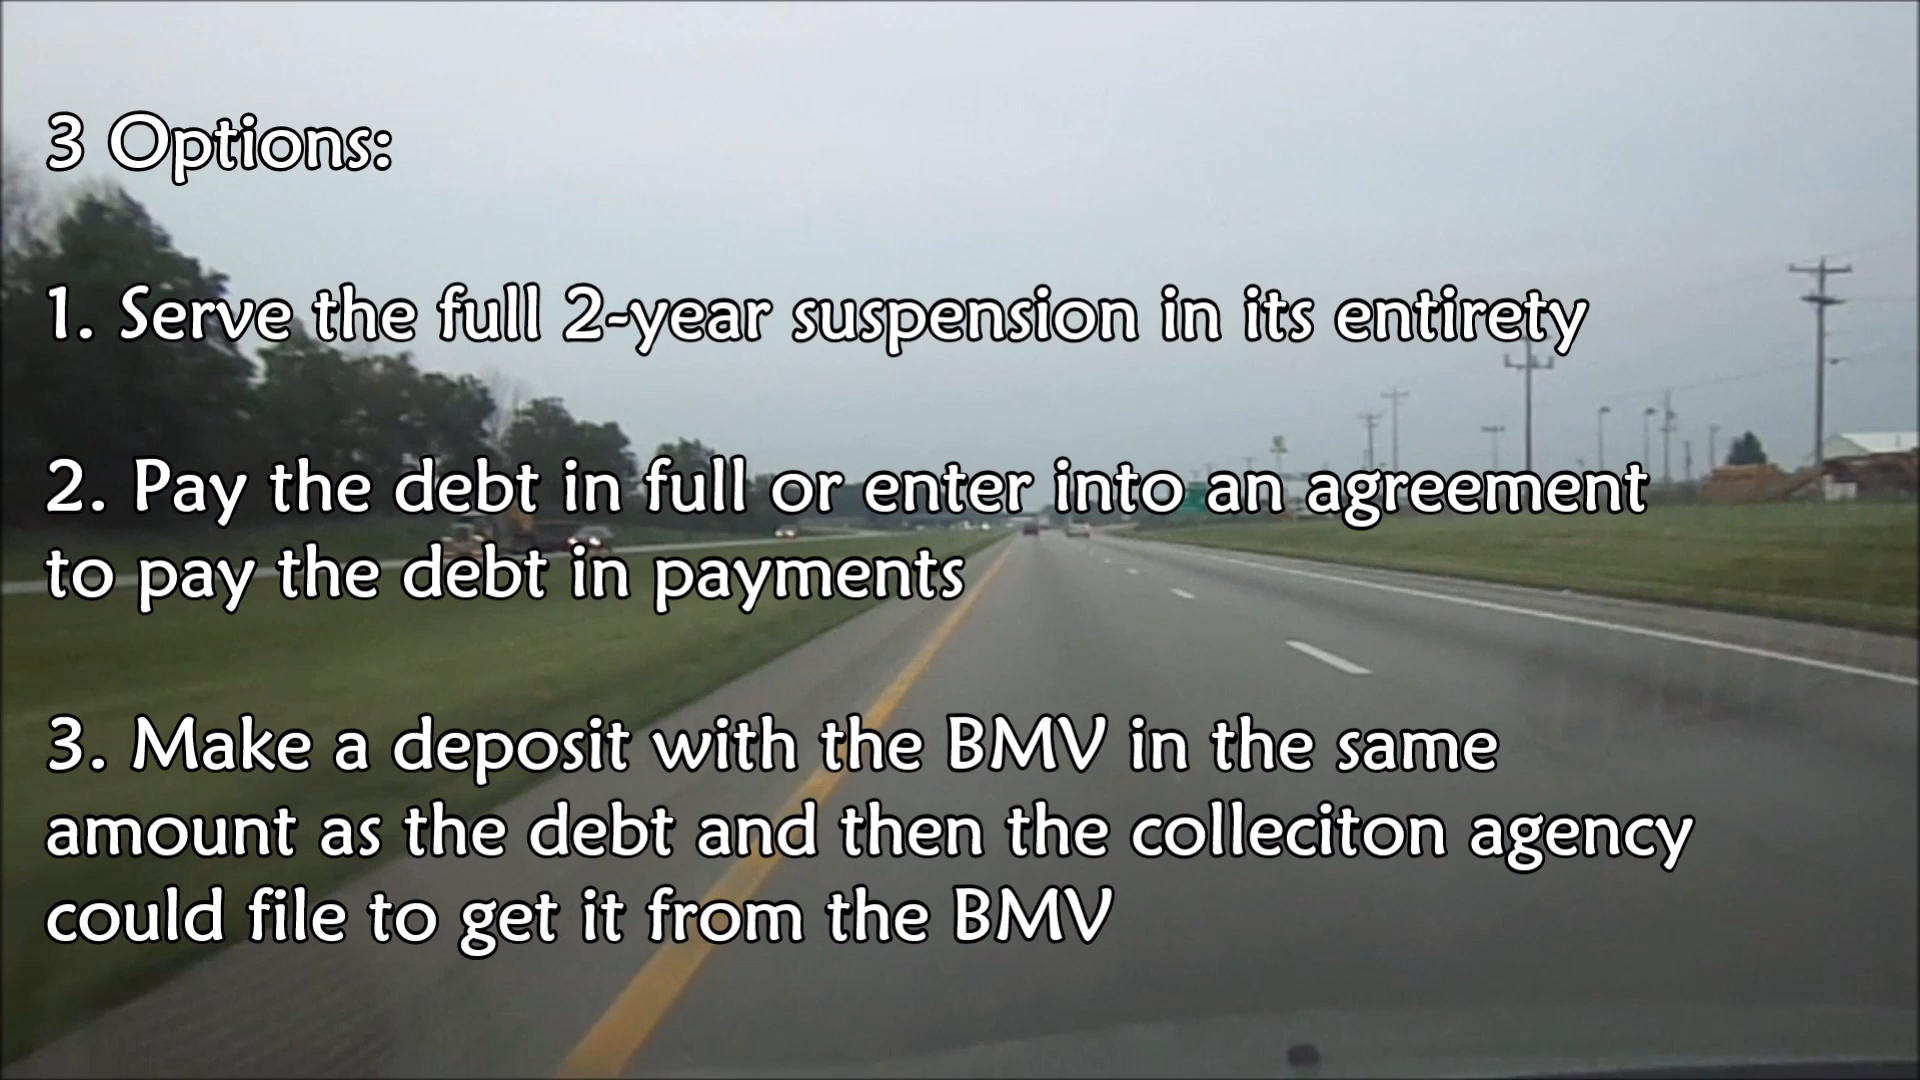 3 Options:
1. Serve the full 2-year suspension in its entirety
2. Pay the debt in full or enter into an agreement
to pay the debt in payments
3. Make a deposit with the BMV in the same
amount as the debt and then the colleciton agency
could file to get it from the BMV